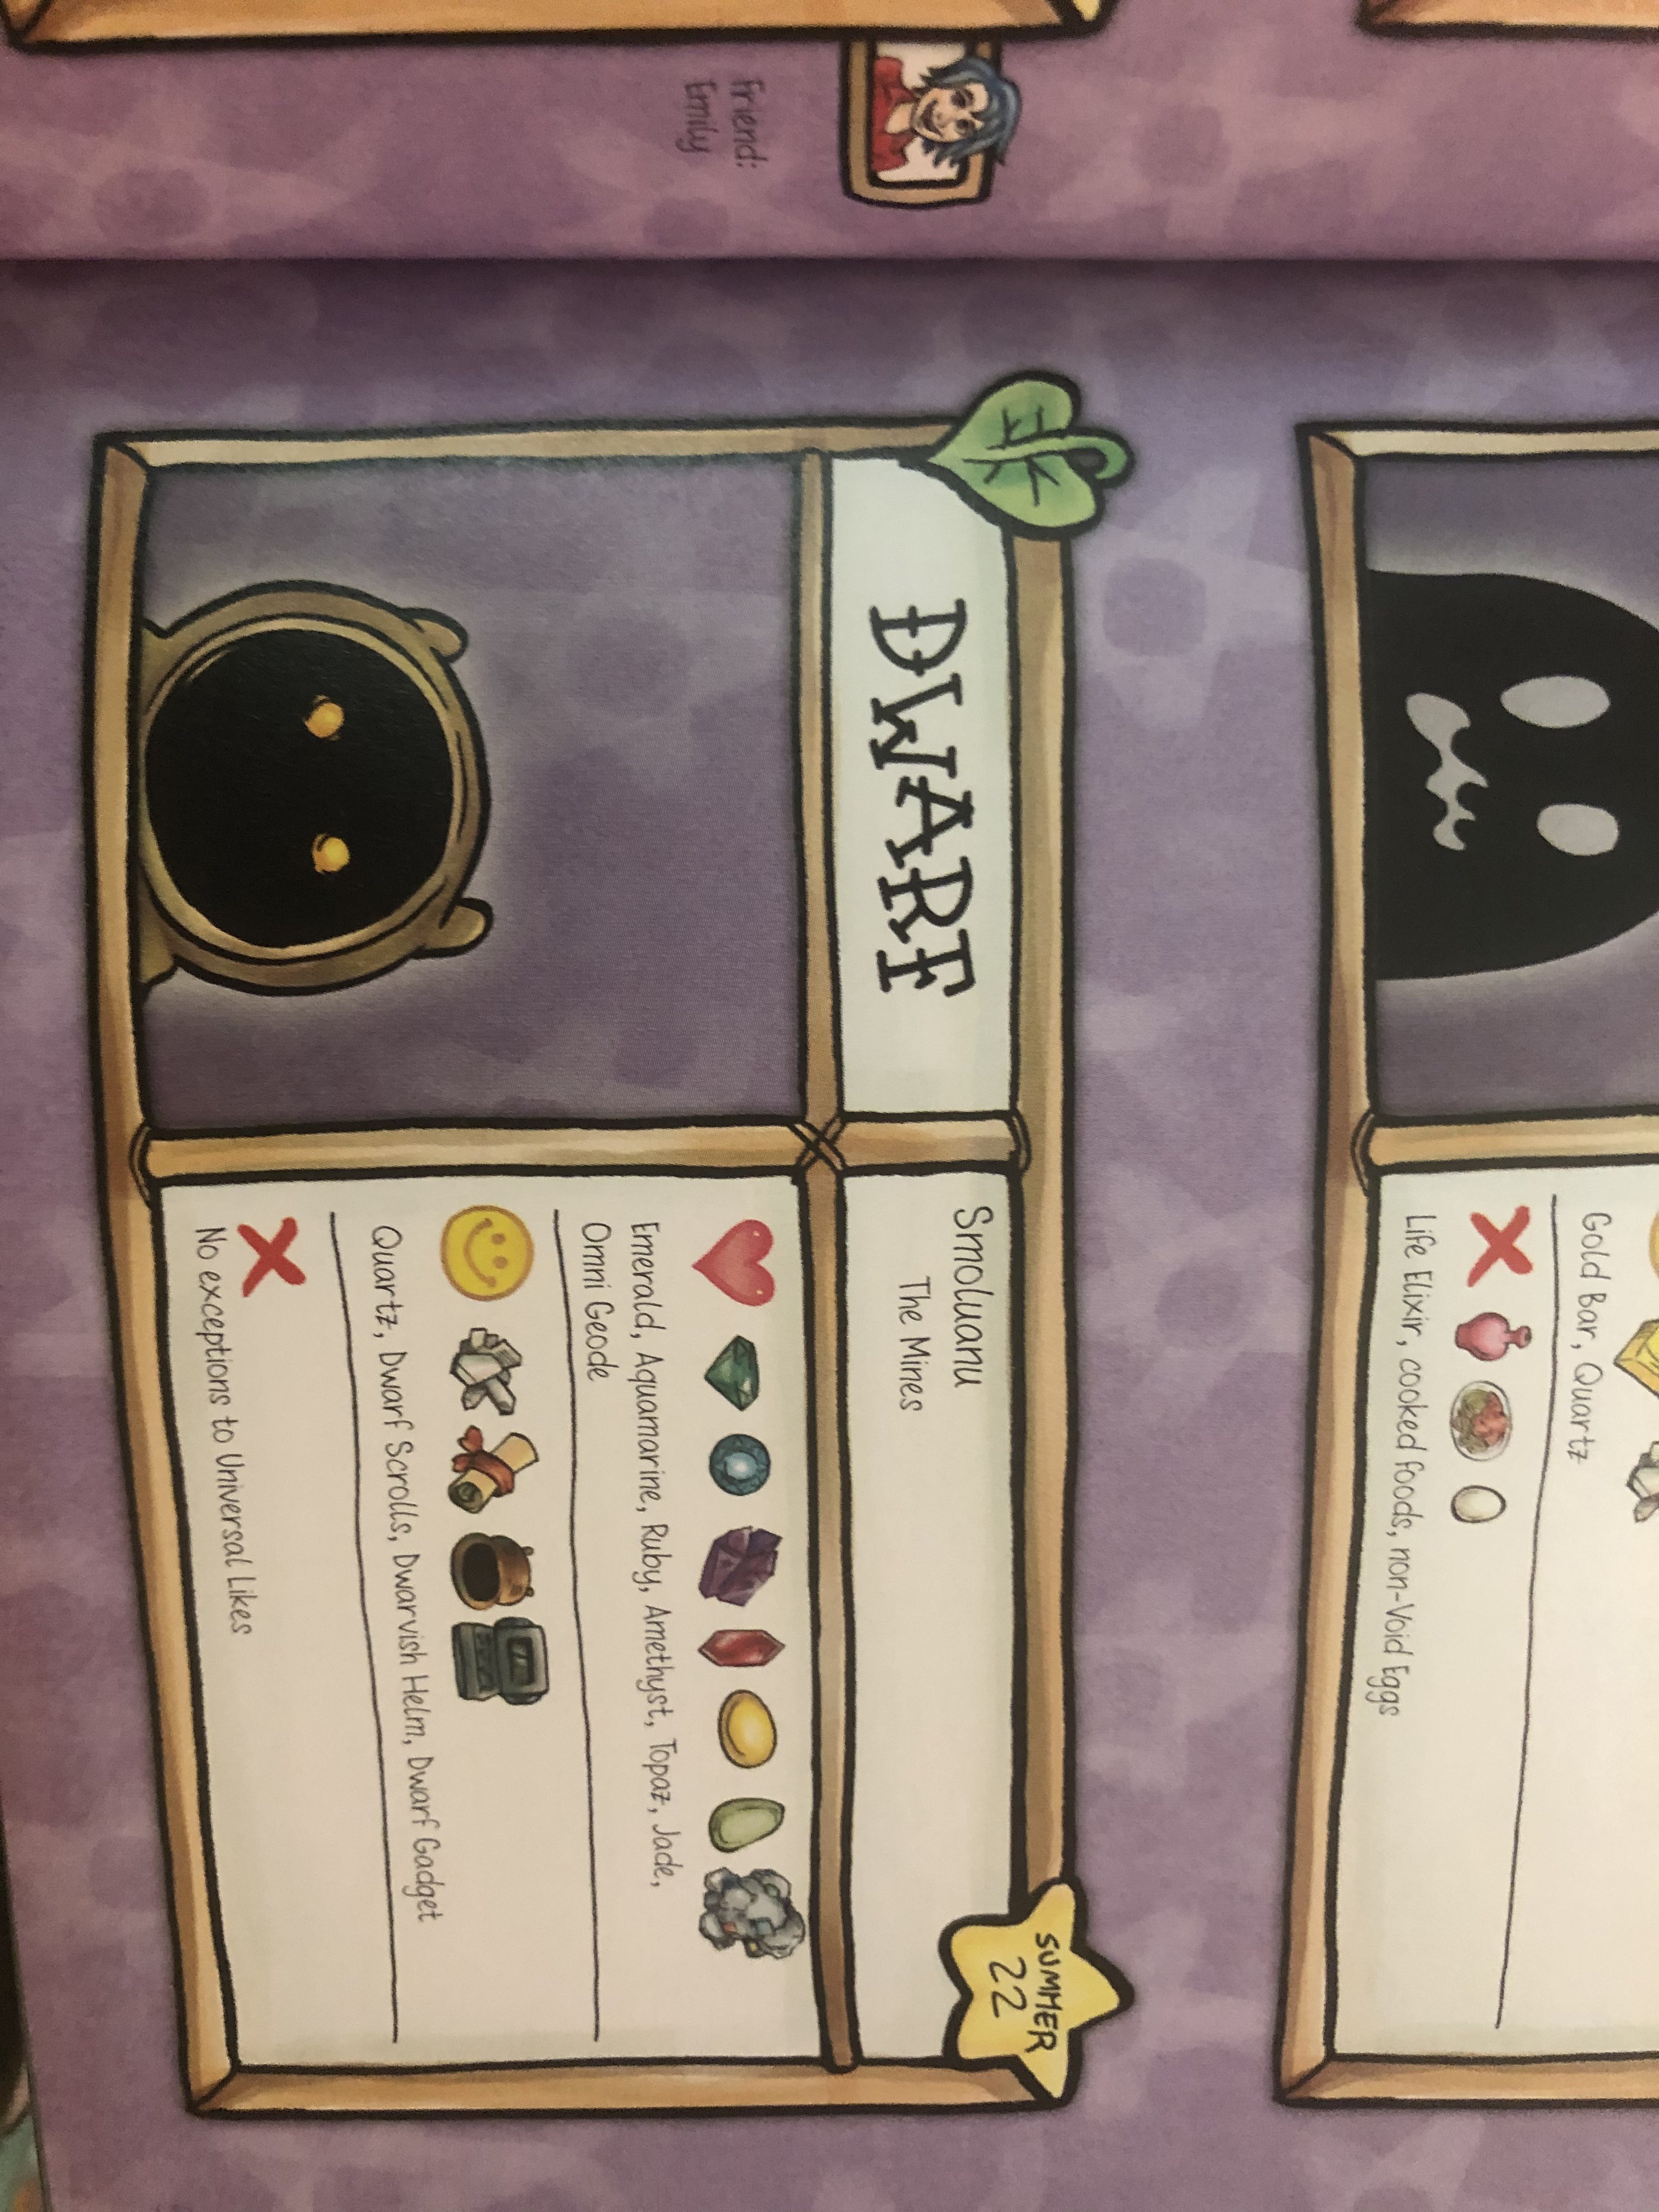 Friend:
Emily
DWARF
Smoluanu
The Mines
SUMMER
22
Emerald, Aquamarine, Ruby, Amethyst, Topaz, Jade,
Omni Geode
Quartz, Dwarf Scrolls, Dwarvish Helm, Dwarf Gadget
No exceptions to Universal Likes
Gold Bar, Quartz
Life Elixir, cooked foods, non-Void Eggs